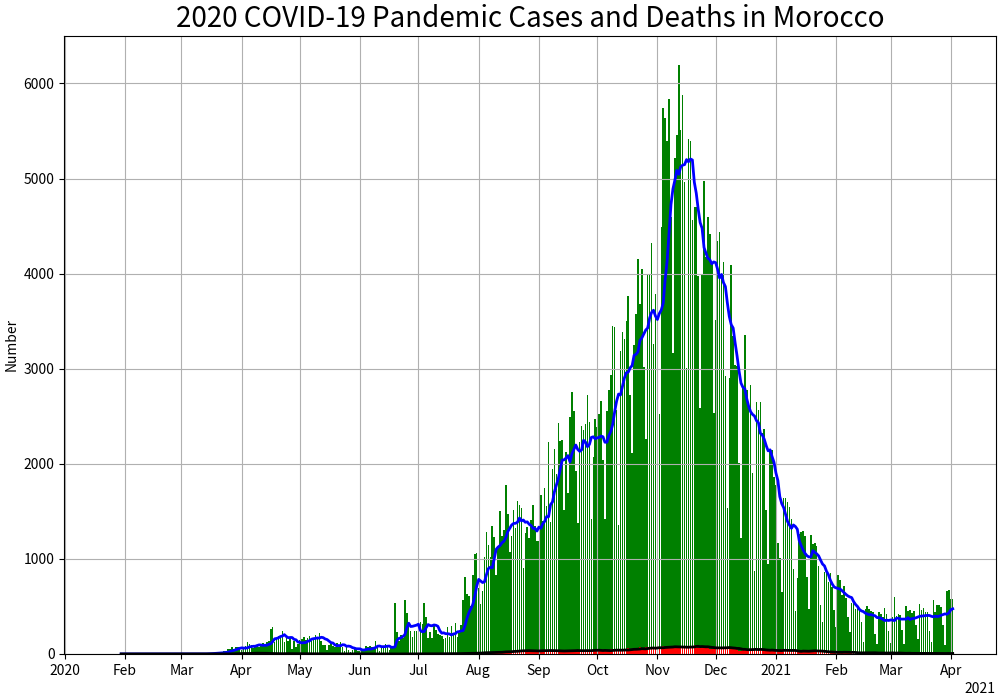 2020 COVID-19 Pandemic Cases and Deaths in Morocco
Number
6000
5000
4000
3000
2000
1000
0
2020 Feb Mar Apr May Jun Jul Aug Sep Oct Nov Dec 2021 Feb Mar Apr
2021